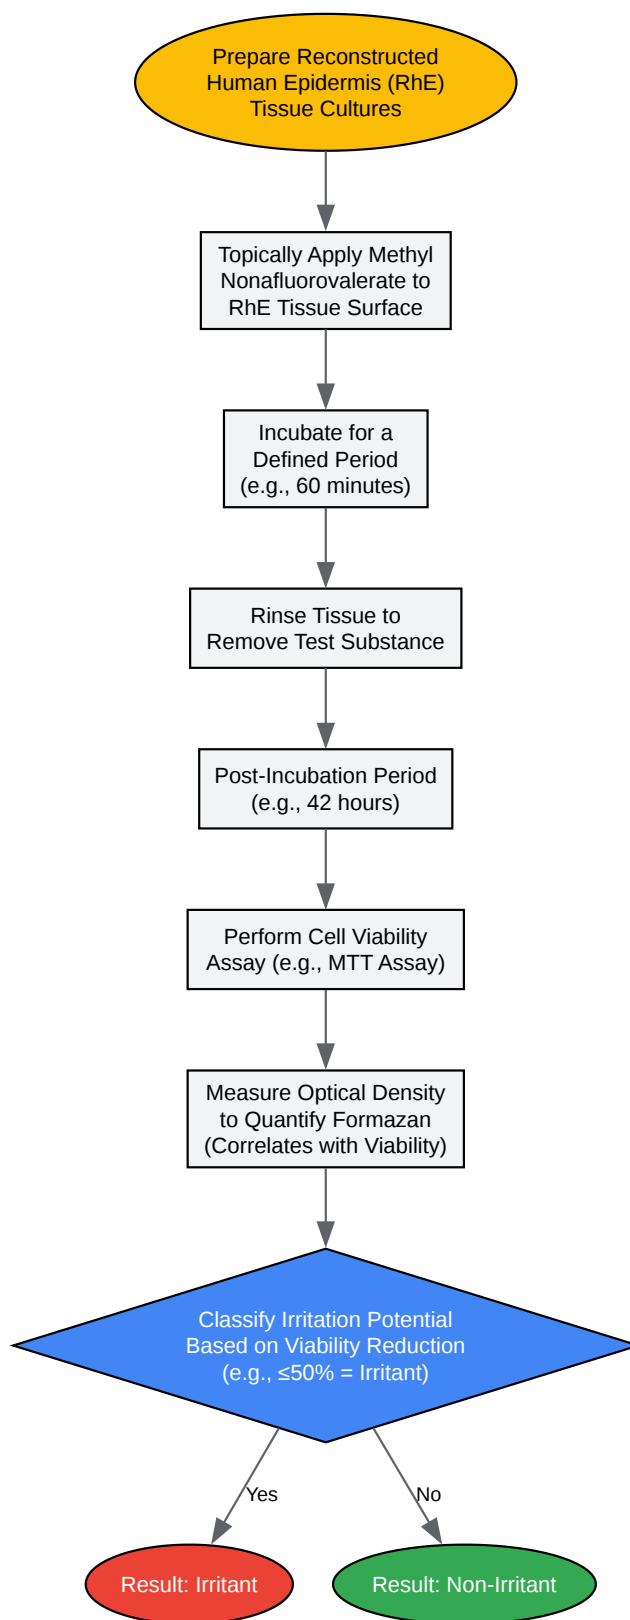 Prepare Reconstructed
Human Epidermis (RhE)
Tissue Cultures
Topically Apply Methyl
Nonafluorovalerate to
RhE Tissue Surface
Incubate for a
Defined Period
(e.g., 60 minutes)
Rinse Tissue to
Remove Test Substance
Post-Incubation Period
(e.g., 42 hours)
Perform Cell Viability
Assay (e.g., MTT Assay)
Measure Optical Density
to Quantify Formazan
(Correlates with Viability)
Classify Irritation Potential
Based on Viability Reduction
(e.g., ≤50% = Irritant)
Yes
No
Result: Irritant
Result: Non-Irritant